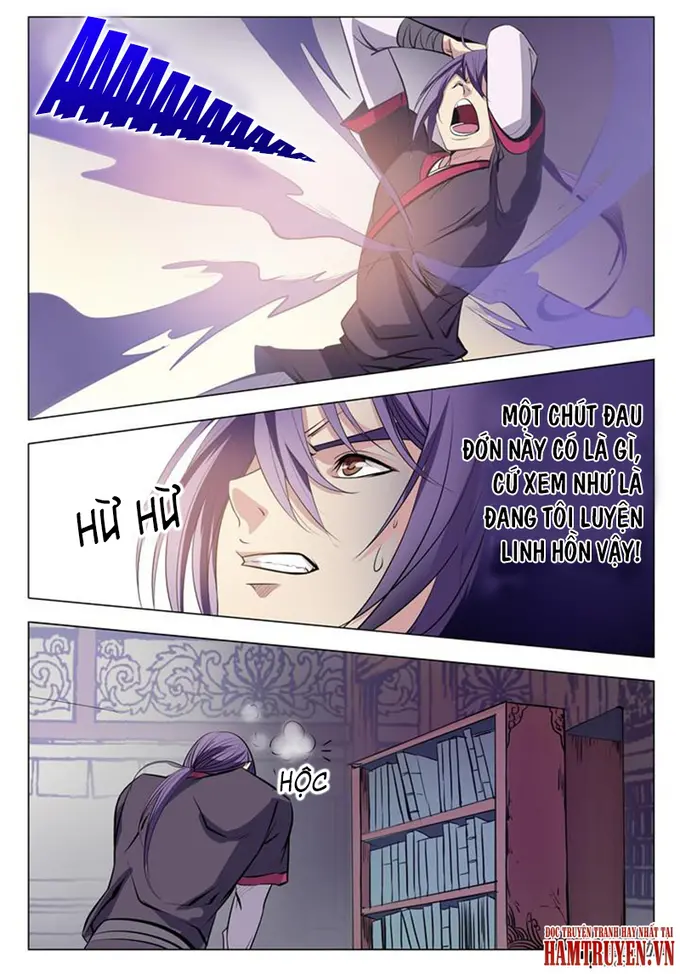 AAAAAAAAAAAAAA
MỘT CHÚT ĐAU
ĐỚN NÀY CÓ LÀ GÌ,
CỨ XEM NHƯ LÀ
ĐANG TÔI LUYỆN
LINH HỒN VẬY!
HỪ HỪ
HỘC
ĐỌC TRUYỆN TRANH HAY NHẤT TẠI
HAMTRUYEN.VN